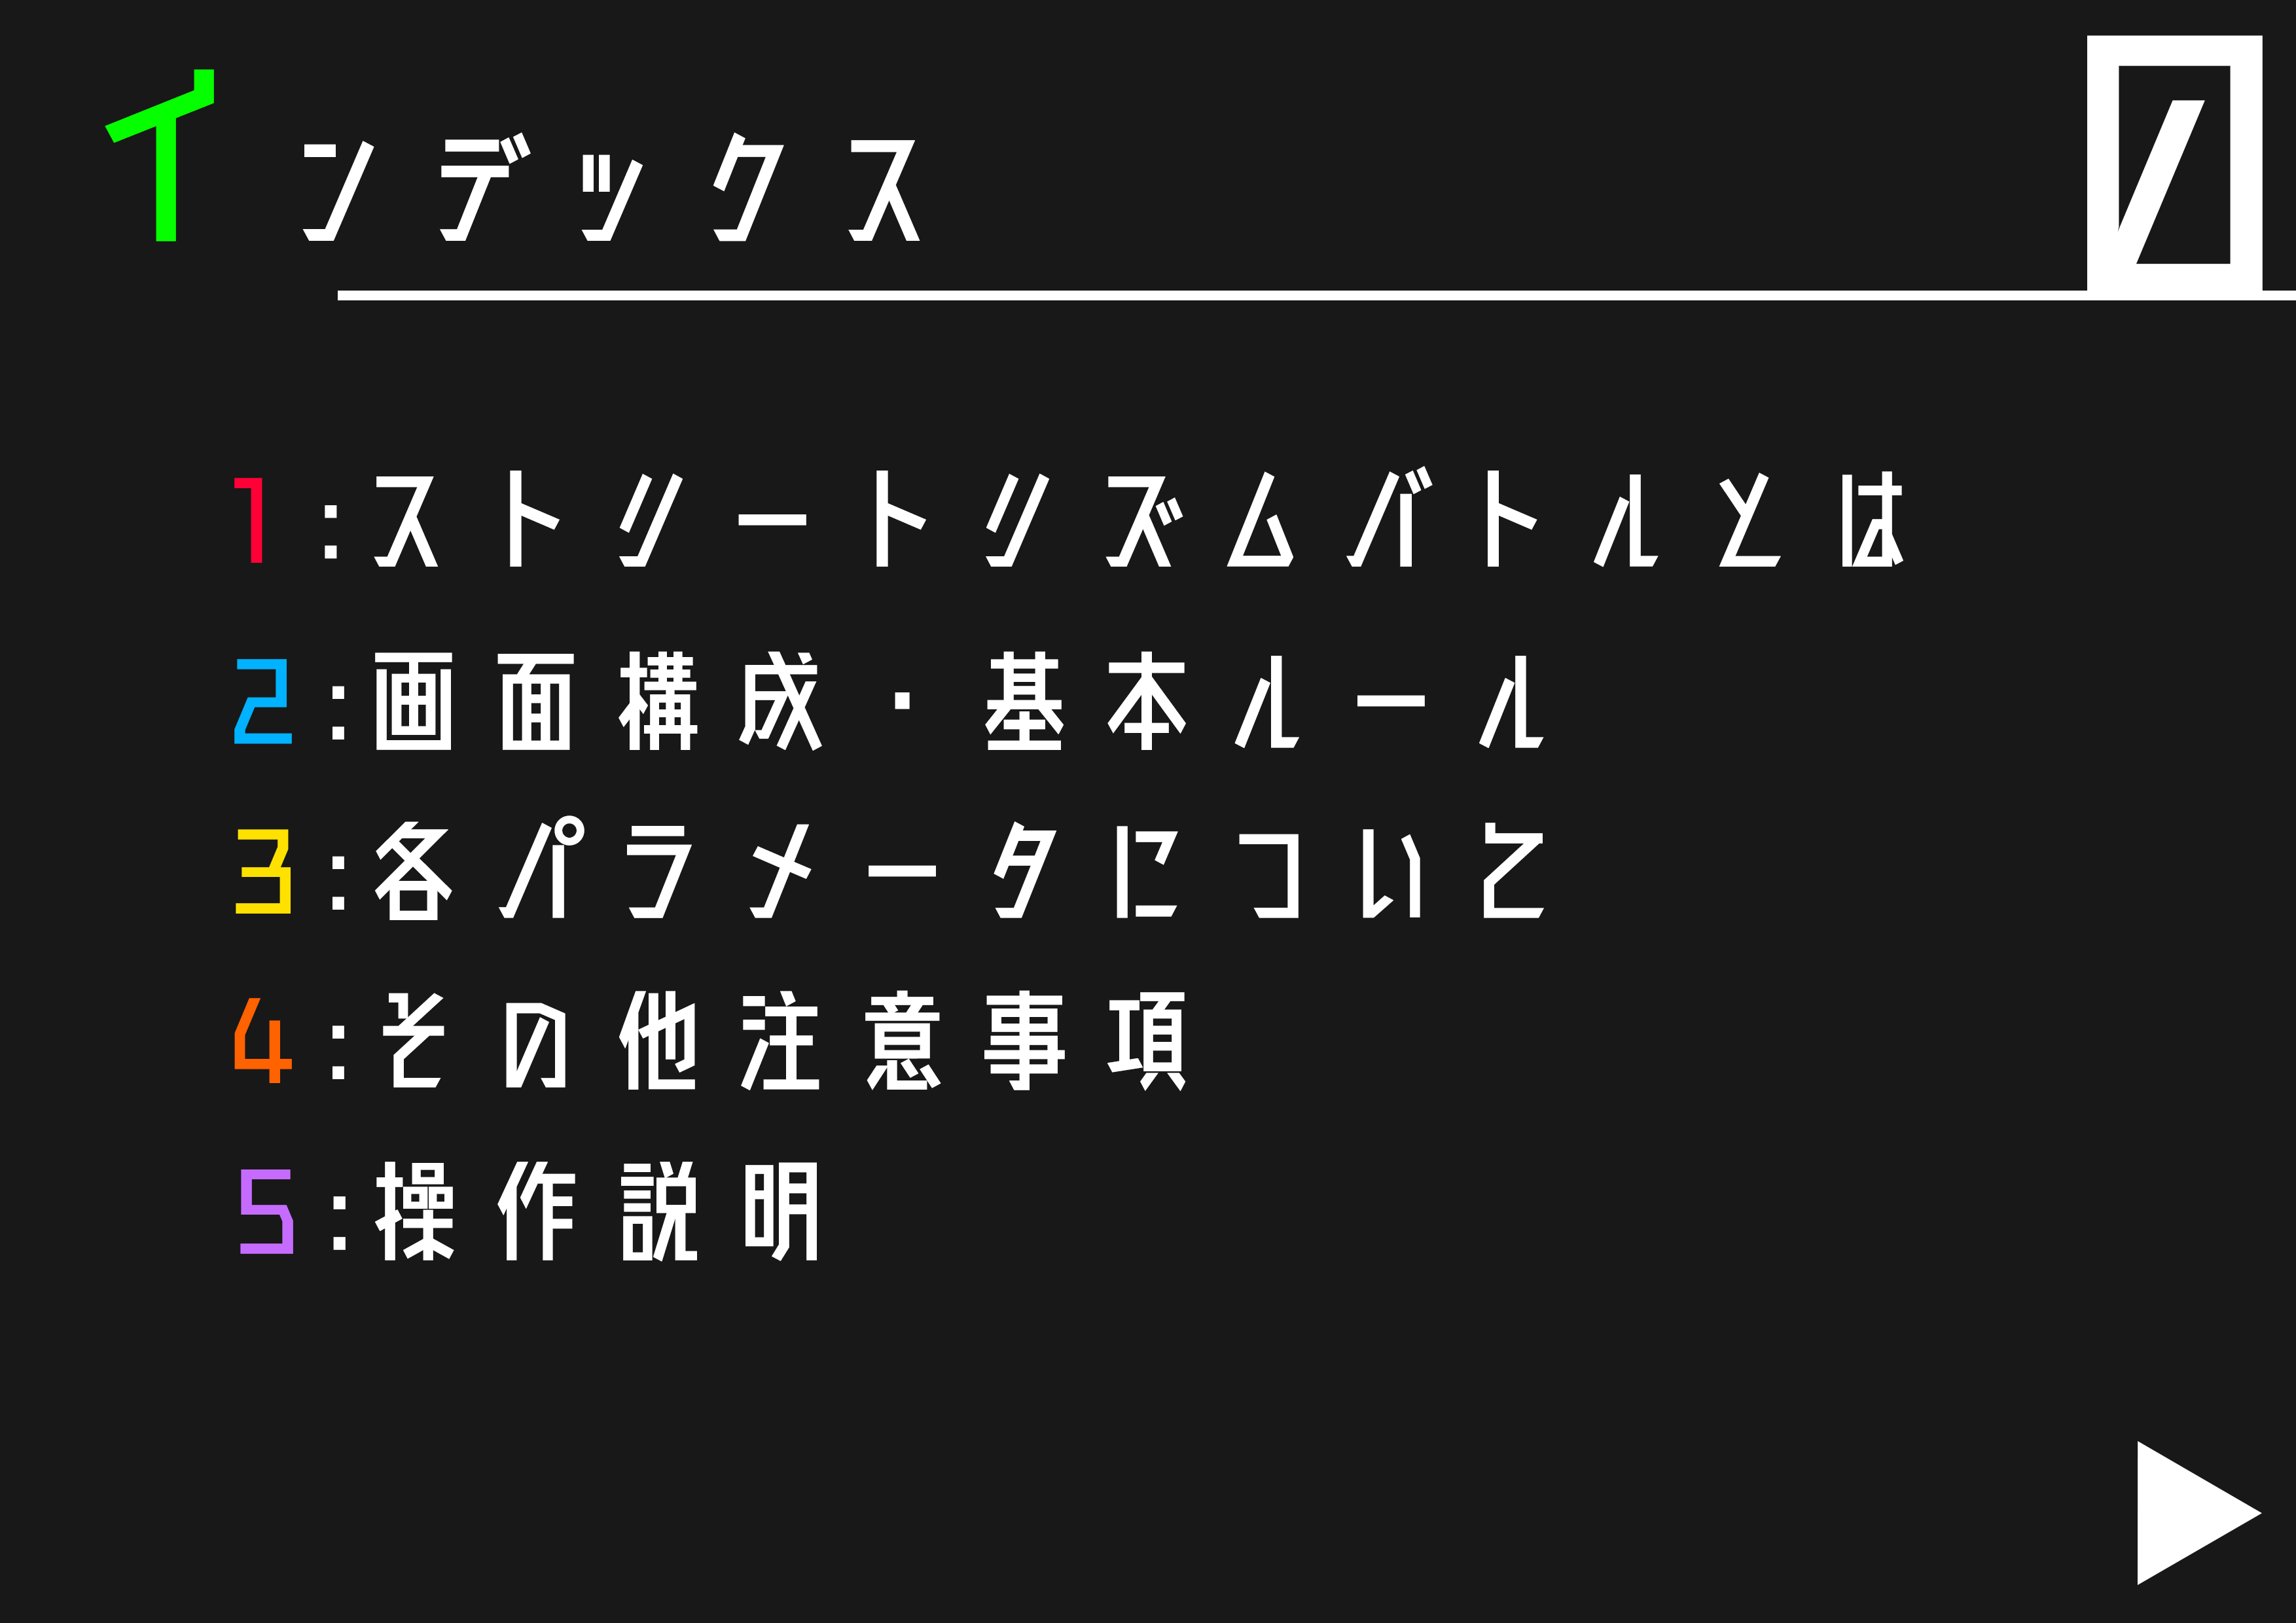 インデックス
0
1:ストリートリズムバトルとは
2:画面構成・基本ルール
3:各パラメータについて
4:その他注意事項
5:操作説明